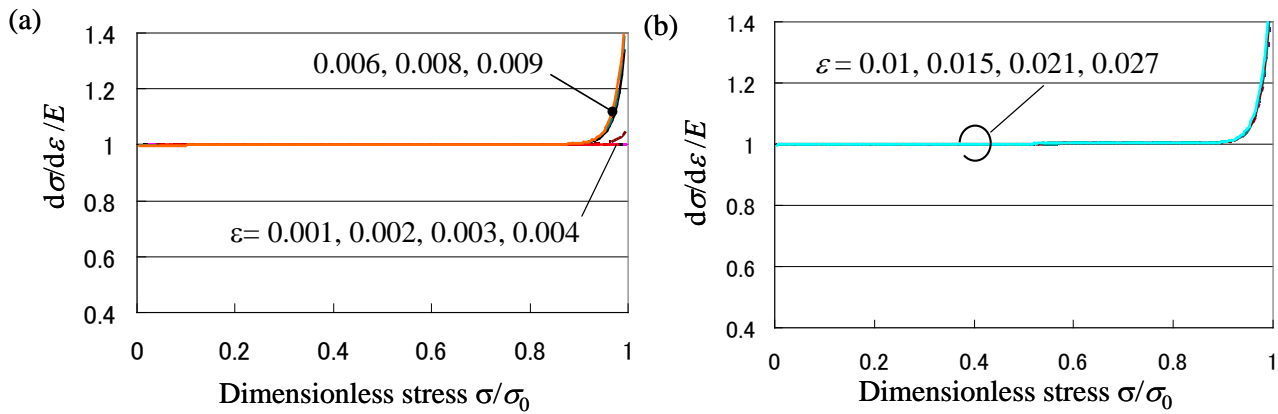 (a)
1.4
1.2
1
0.8
0.6
0.4
dσ/dε /E
0.006, 0.008, 0.009
ε= 0.001, 0.002, 0.003, 0.004
0 0.2 0.4 0.6 0.8 1
Dimensionless stress σ/σ0
(b)
1.4
1.2
1
0.8
0.6
0.4
dσ/dε /E
ε = 0.01, 0.015, 0.021, 0.027
0 0.2 0.4 0.6 0.8 1
Dimensionless stress σ/σ0